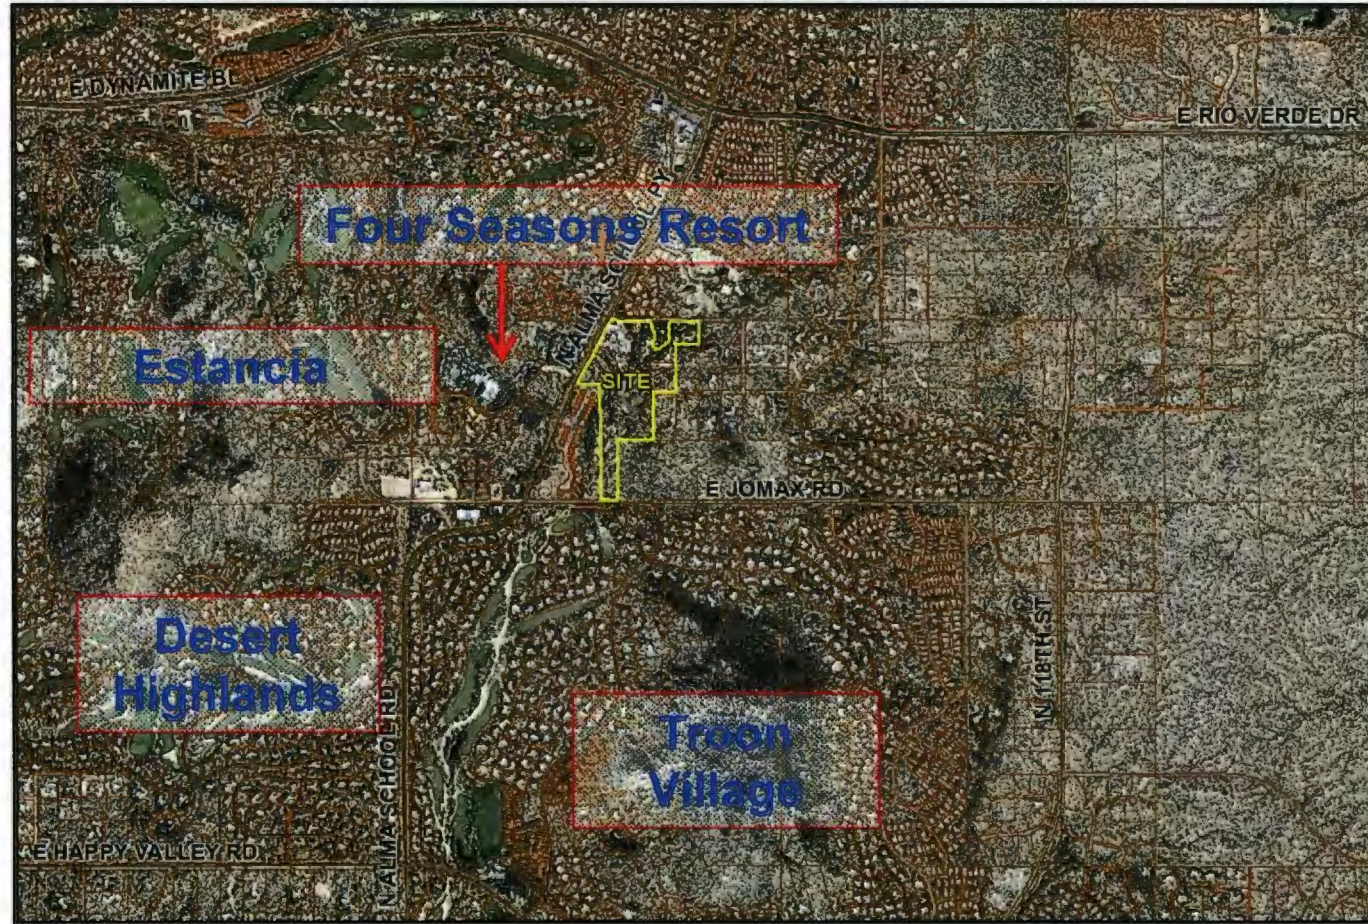 E DYNAMITE BL
E RIO VERDE DR
Four Seasons Resort
N ALMA SCHOOL PY
Estancia
SITE
E JOMAX RD
Desert
Highlands
N ALMA SCHOOL RD
Troon
Village
N 118TH ST
E HAPPY VALLEY RD